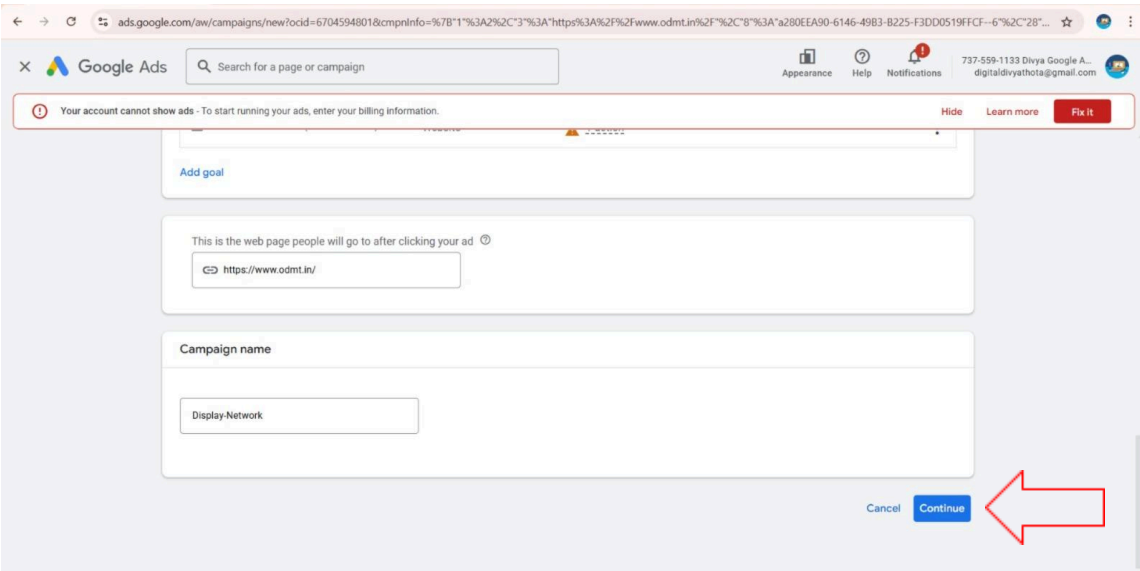 ads.google.com/aw/campaigns/new?ocid=6704594801&cmpnInfo=%7B"1"%3A2%2C"3"%3A"https%3A%2F%2Fwww.odmt.in%2F"%2C"8"%3A"a280EEA90-6146-49B3-B225-F3DD0519FFCF--6"%2C"28"...
Google Ads
Search for a page or campaign
Appearance
Help
Notifications
737-559-1133 Divya Google A...
digitaldivyathota@gmail.com
Your account cannot show ads - To start running your ads, enter your billing information.
Hide
Learn more
Fix it
Add goal
This is the web page people will go to after clicking your ad
https://www.odmt.in/
Campaign name
Display-Network
Cancel
Continue